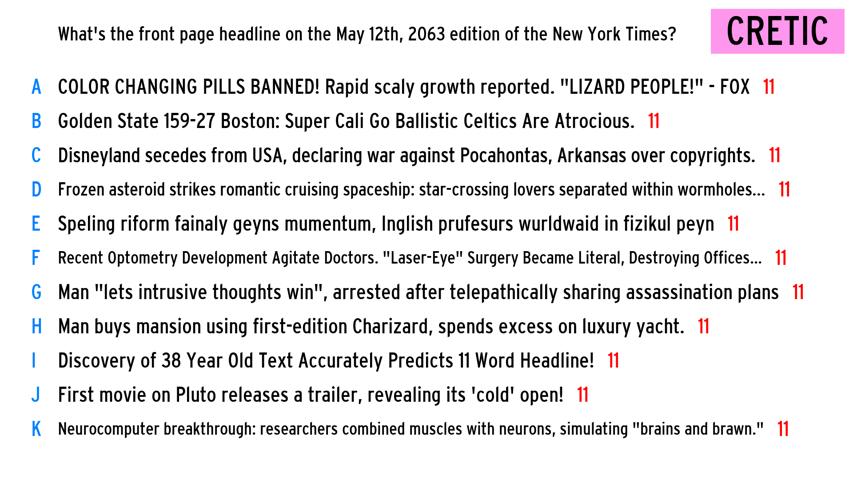 What's the front page headline on the May 12th, 2063 edition of the New York Times? CRETIC
A COLOR CHANGING PILLS BANNED! Rapid scaly growth reported. "LIZARD PEOPLE!" - FOX 11
B Golden State 159-27 Boston: Super Cali Go Ballistic Celtics Are Atrocious. 11
C Disneyland secedes from USA, declaring war against Pocahontas, Arkansas over copyrights. 11
D Frozen asteroid strikes romantic cruising spaceship: star-crossing lovers separated within wormholes... 11
E Speling riform fainaly geyns mumentum, Inglish prufesurs wurldwaid in fizikul peyn 11
F Recent Optometry Development Agitate Doctors. "Laser-Eye" Surgery Became Literal, Destroying Offices... 11
G Man "lets intrusive thoughts win", arrested after telepathically sharing assassination plans 11
H Man buys mansion using first-edition Charizard, spends excess on luxury yacht. 11
I Discovery of 38 Year Old Text Accurately Predicts 11 Word Headline! 11
J First movie on Pluto releases a trailer, revealing its 'cold' open! 11
K Neurocomputer breakthrough: researchers combined muscles with neurons, simulating "brains and brawn." 11